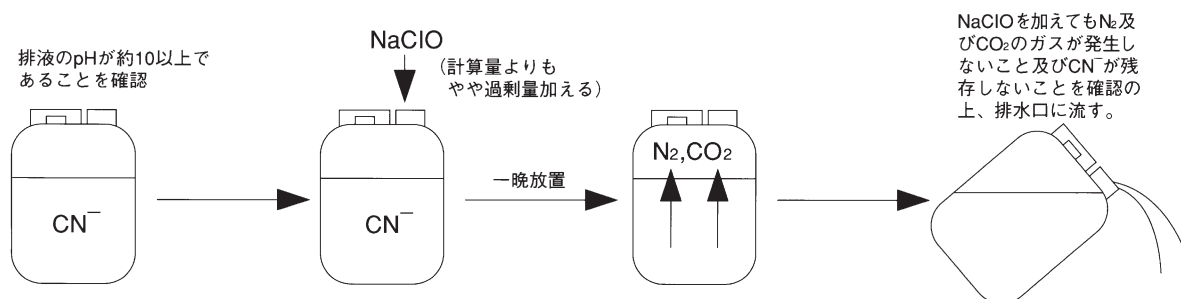 排液のpHが約10以上で
あることを確認
CN⁻
NaClO
(計算量よりも
やや過剰量加える)
CN⁻
一晩放置
N₂,CO₂
NaClOを加えてもN₂及
びCO₂のガスが発生し
ないこと及びCN⁻が残
存しないことを確認の
上、排水口に流す。